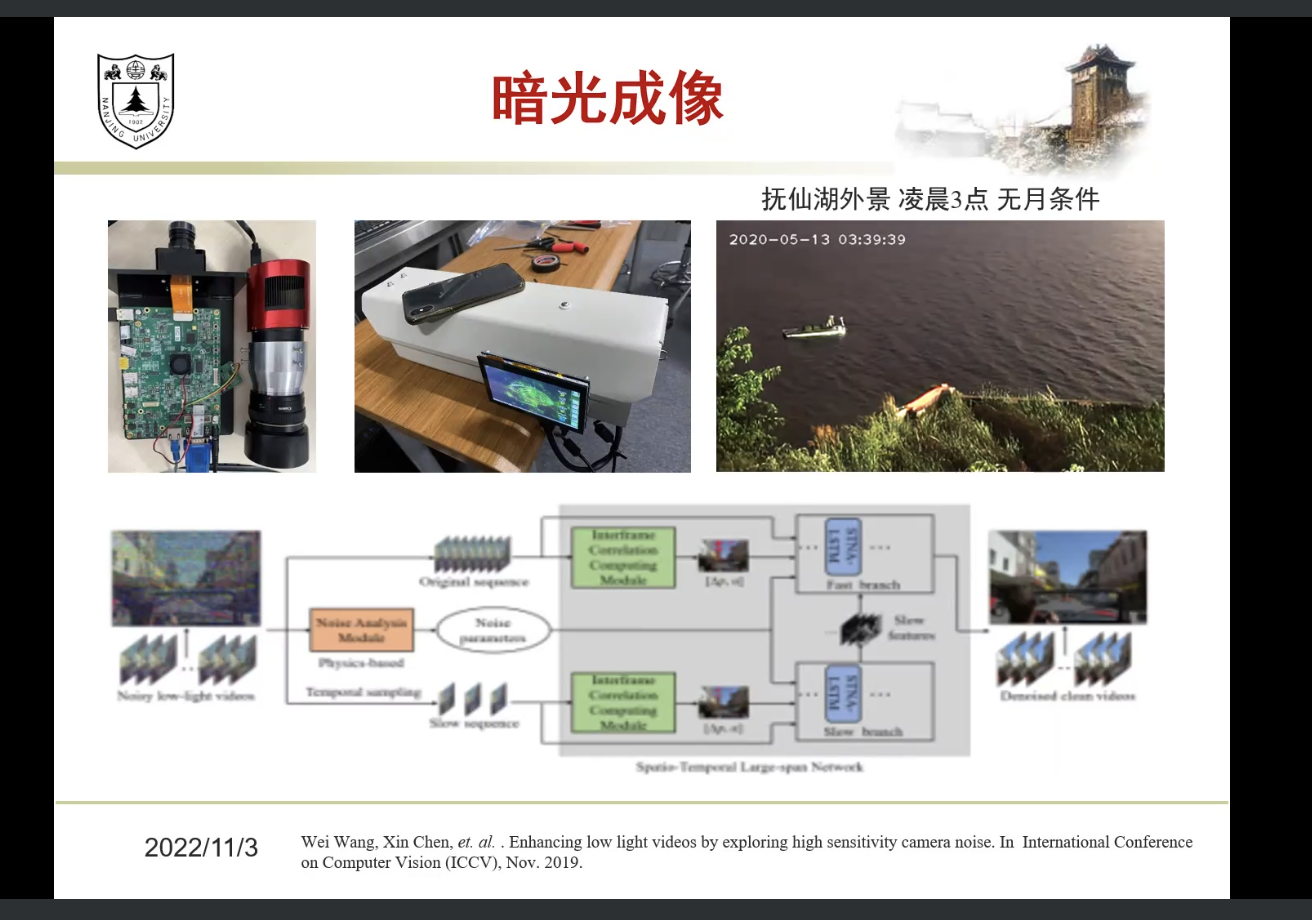 暗光成像
NANJING UNIVERSITY
1902
抚仙湖外景 凌晨3点 无月条件
2020-05-13 03:39:39
Interframe
Correlation
Computing
Module
Original sequence
STNA-
LSTM
Fast branch
Noise Analysis
Module
Physics-based
Noise
parameters
Slow
features
Noisy low-light videos
Temporal sampling
Slow sequence
Interframe
Correlation
Computing
Module
STNA-
LSTM
Slow branch
Denoised clean videos
Spatio-Temporal Large-span Network
2022/11/3
Wei Wang, Xin Chen, et. al. . Enhancing low light videos by exploring high sensitivity camera noise. In International Conference
on Computer Vision (ICCV), Nov. 2019.